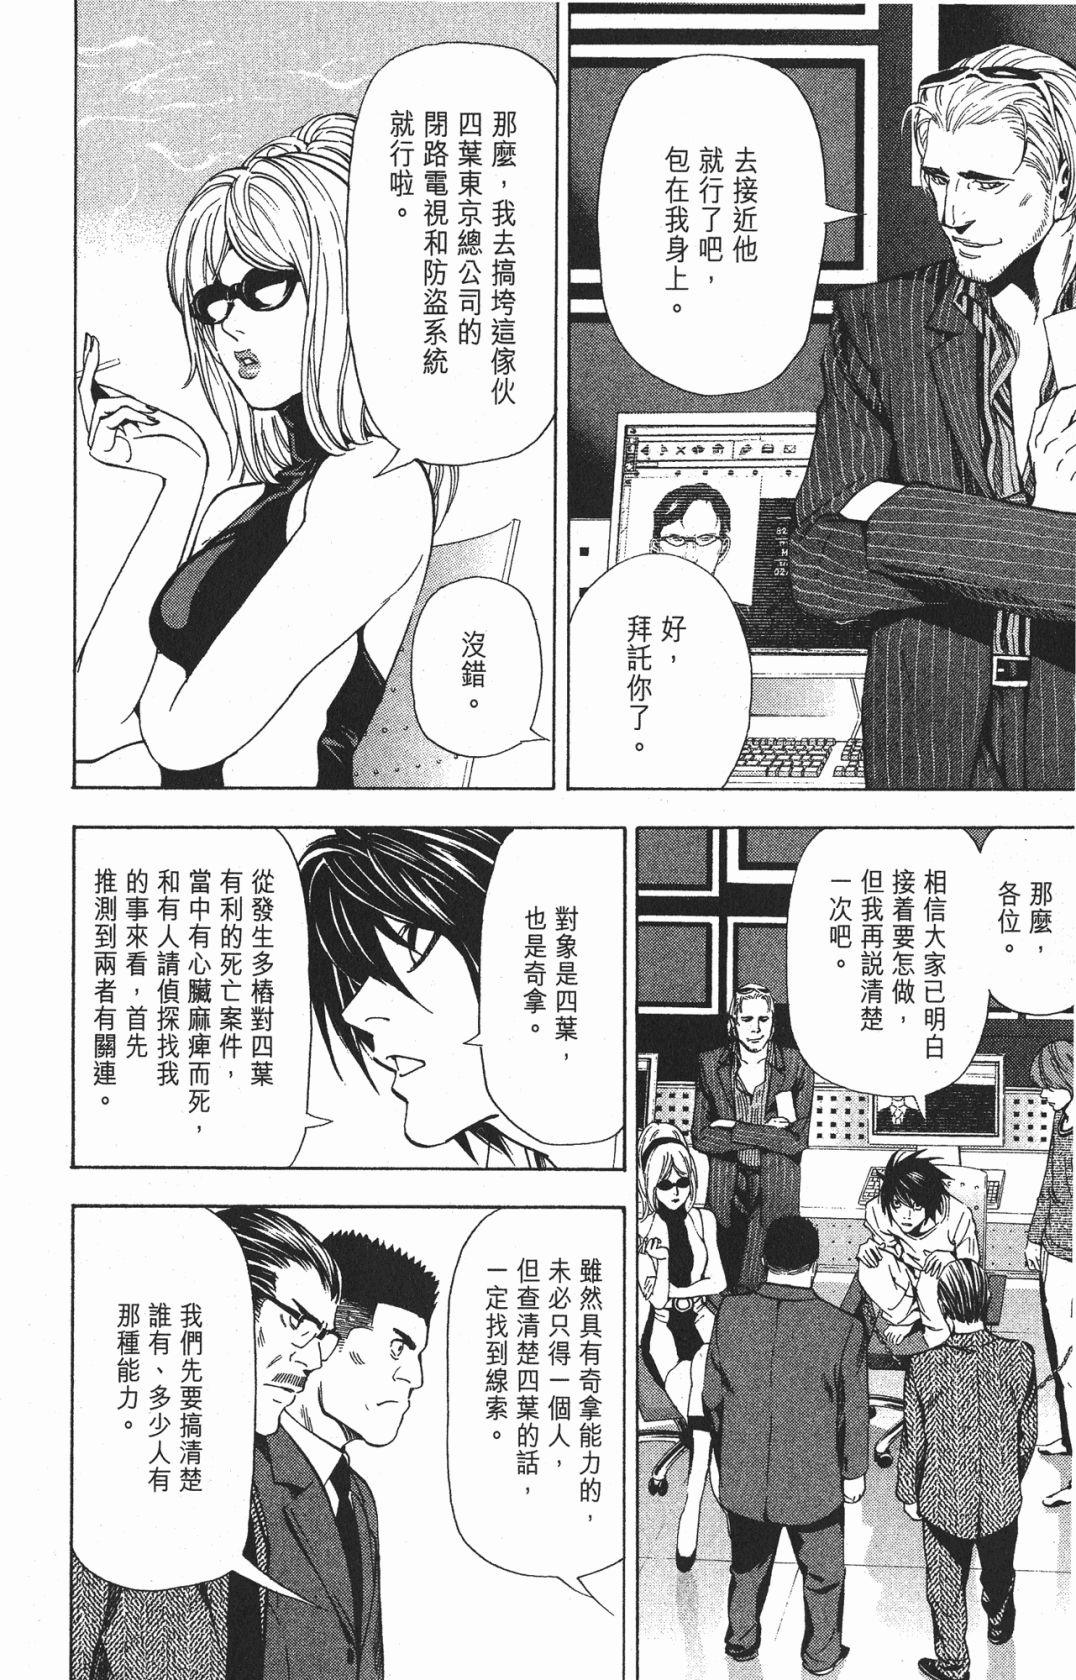 去接近他
就行了吧，
包在我身上。
好，
拜託你了。
那麼，我去搞垮這傢伙
四葉東京總公司的
閉路電視和防盜系統
就行啦。
沒錯。
那麼，
各位。
相信大家已明白
接着要怎做，
但我再説清楚
一次吧。
對象是四葉，
也是奇拿。
從發生多樁對四葉
有利的死亡案件，
當中有心臟麻痺而死，
和有人請偵探找我
的事來看，首先
推測到兩者有關連。
雖然具有奇拿能力的，
未必只得一個人，
但查清楚四葉的話，
一定找到線索。
我們先要搞清楚
誰有、多少人有
那種能力。